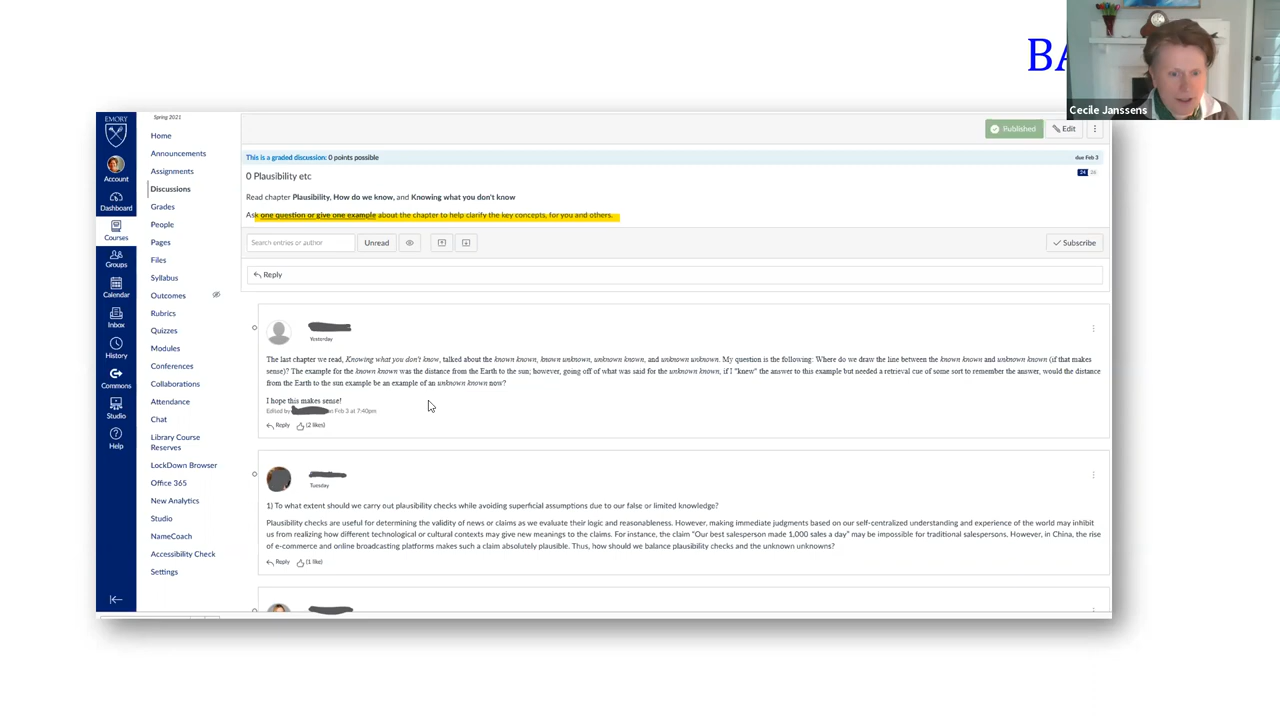 BA
Cecile Janssens
EMORY
Account
Dashboard
Courses
Groups
Calendar
Inbox
History
Commons
Studio
Help
Spring 2021
Home
Announcements
Assignments
Discussions
Grades
People
Pages
Files
Syllabus
Outcomes
Rubrics
Quizzes
Modules
Conferences
Collaborations
Attendance
Chat
Library Course
Reserves
LockDown Browser
Office 365
New Analytics
Studio
NameCoach
Accessibility Check
Settings
Published
Edit
This is a graded discussion: 0 points possible
due Feb 3
0 Plausibility etc
24 26
Read chapter Plausibility, How do we know, and Knowing what you don't know
Ask one question or give one example about the chapter to help clarify the key concepts, for you and others.
Search entries or author
Unread
Subscribe
Reply
Yesterday
The last chapter we read, Knowing what you don't know, talked about the known knowns, known unknown, unknown known, and unknown unknown. My question is the following: Where do we draw the line between the known known and unknown known (if that makes
sense)? The example for the known known was the distance from the Earth to the sun; however, going off of what was said for the unknown known, if I "knew" the answer to this example but needed a retrieval cue of some sort to remember the answer, would the distance
from the Earth to the sun example be an example of an unknown known now?
I hope this makes sense!
Edited by on Feb 3 at 7:40pm
Reply (2 likes)
Tuesday
1) To what extent should we carry out plausibility checks while avoiding superficial assumptions due to our false or limited knowledge?
Plausibility checks are useful for determining the validity of news or claims as we evaluate their logic and reasonableness. However, making immediate judgments based on our self-centralized understanding and experience of the world may inhibit
us from realizing how different technological or cultural contexts may give new meanings to the claims. For instance, the claim "Our best salesperson made 1,000 sales a day" may be impossible for traditional salespersons. However, in China, the rise
of e-commerce and online broadcasting platforms makes such a claim absolutely plausible. Thus, how should we balance plausibility checks and the unknown unknowns?
Reply (1 like)